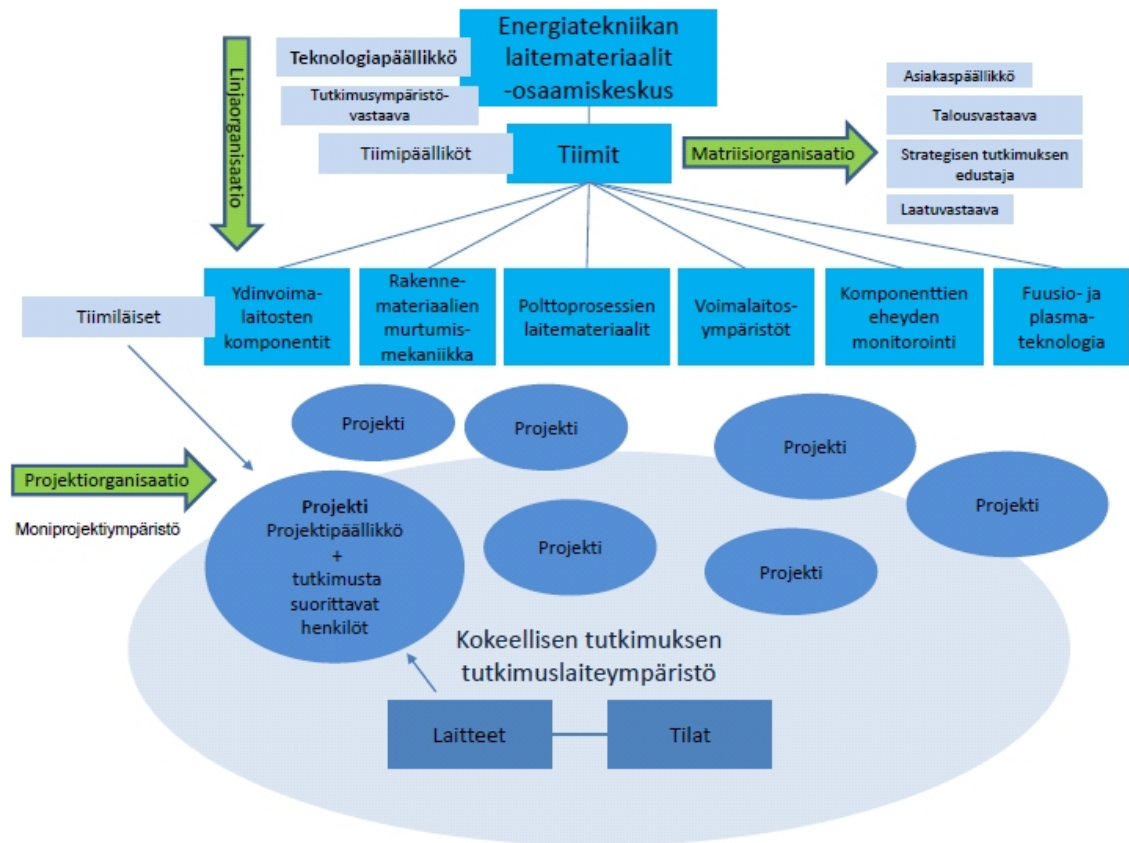 Energiatekniikan
laitemateriaalit
-osaamiskeskus
Teknologiapäällikkö
Tutkimusympäristö-
vastaava
Tiimipäälliköt
Tiimit
Linjaorganisaatio
Matriisiorganisaatio
Asiakaspäällikkö
Talousvastaava
Strategisen tutkimuksen
edustaja
Laatuvastaava
Tiimiläiset
Ydinvoima-
laitosten
komponentit
Rakenne-
materiaalien
murtumis-
mekaniikka
Polttoprosessien
laitemateriaalit
Voimalaitos-
ympäristöt
Komponenttien
eheyden
monitorointi
Fuusio- ja
plasma-
teknologia
Projekti
Projekti
Projekti
Projekti
Projektiorganisaatio
Moniprojektiympäristö
Projekti
Projektipäällikkö
+
tutkimusta
suorittavat
henkilöt
Projekti
Projekti
Kokeellisen tutkimuksen
tutkimuslaiteympäristö
Laitteet
Tilat